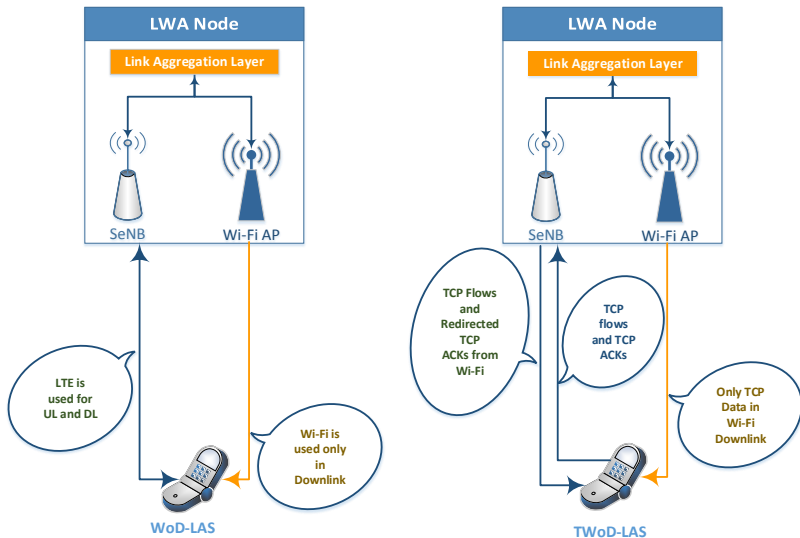 LWA Node
Link Aggregation Layer
SeNB
Wi-Fi AP
LTE is
used for
UL and DL
Wi-Fi is
used only
in
Downlink
WoD-LAS
LWA Node
Link Aggregation Layer
SeNB
Wi-Fi AP
TCP Flows
and
Redirected
TCP
ACKs from
Wi-Fi
TCP
flows
and TCP
ACKs
Only TCP
Data in
Wi-Fi
Downlink
TWoD-LAS